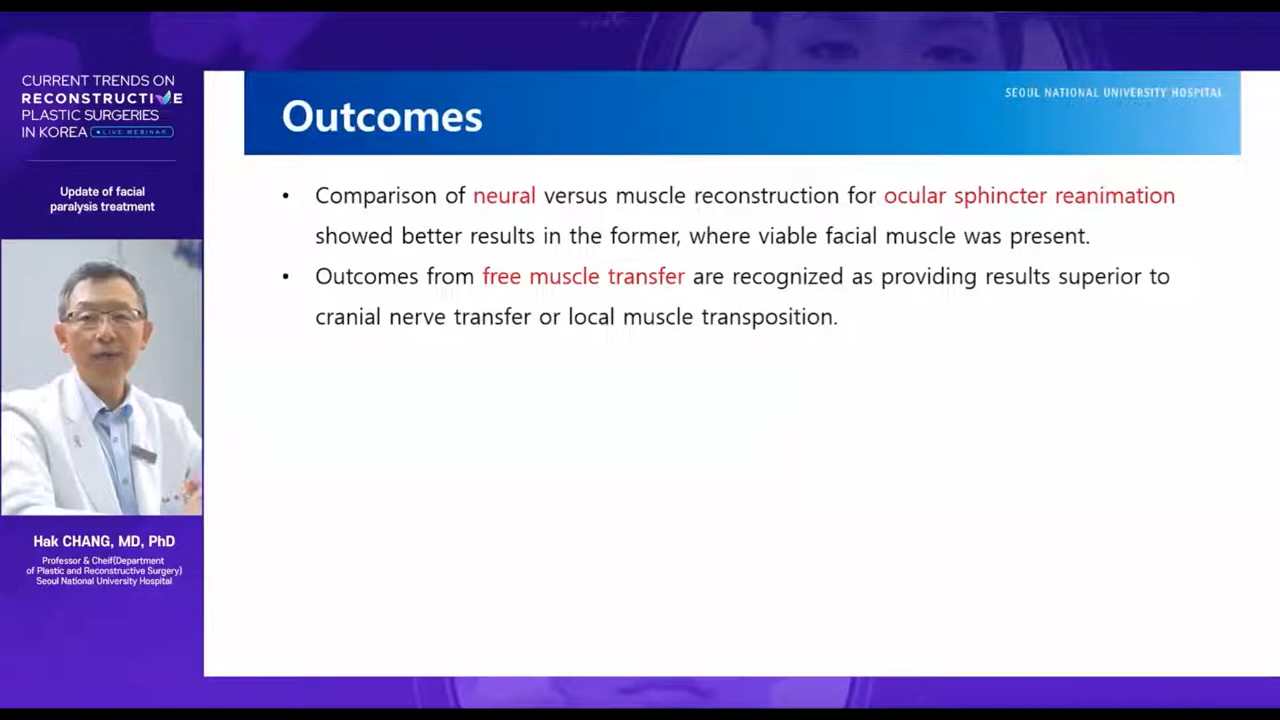 CURRENT TRENDS ON
RECONSTRUCTIVE
PLASTIC SURGERIES
IN KOREA LIVE WEBINAR
Update of facial
paralysis treatment
Hak CHANG, MD, PhD
Professor & Cheif(Department
of Plastic and Reconstructive Surgery)
Seoul National University Hospital
SEOUL NATIONAL UNIVERSITY HOSPITAL
Outcomes
• Comparison of neural versus muscle reconstruction for ocular sphincter reanimation
showed better results in the former, where viable facial muscle was present.
• Outcomes from free muscle transfer are recognized as providing results superior to
cranial nerve transfer or local muscle transposition.